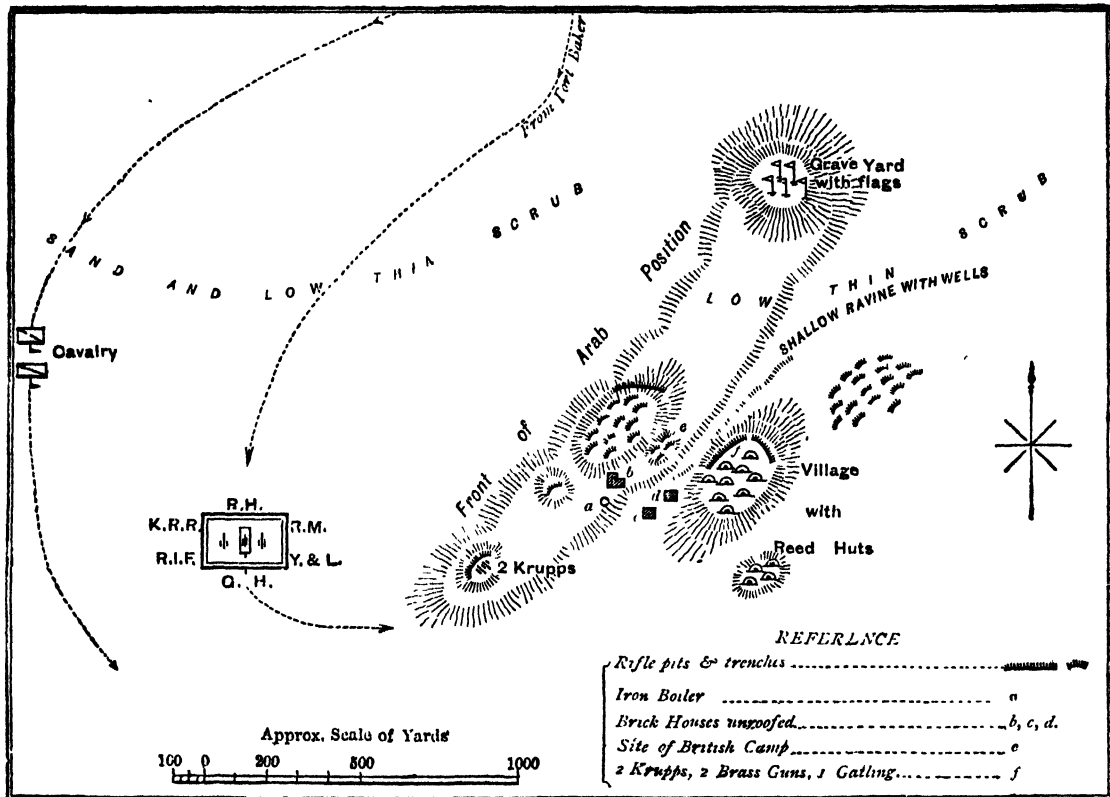 From Fort Baker
Grave Yard
with flags
SAND AND LOW THIN SCRUB
Position
LOW THIN SCRUB
SHALLOW RAVINE WITH WELLS
Cavalry
Arab
of
Front
e
b
a
d
c
f
Village
with
Reed Huts
2 Krupps
R.H.
K.R.R. R.M.
R.I.F. Y. & L.
G. H.
REFERENCE
Rifle pits & trenches
Iron Boiler a
Brick Houses unroofed b, c, d.
Site of British Camp e
2 Krupps, 2 Brass Guns, 1 Gatling f
Approx. Scale of Yards
100 0 200 500 1000